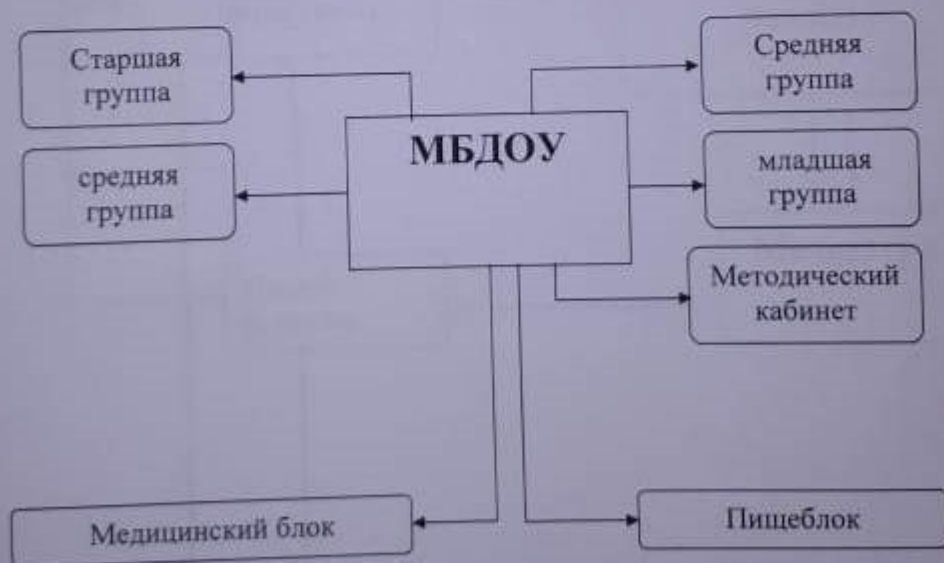 Старшая
группа
Средняя
группа
МБДОУ
средняя
группа
младшая
группа
Методический
кабинет
Медицинский блок
Пищеблок